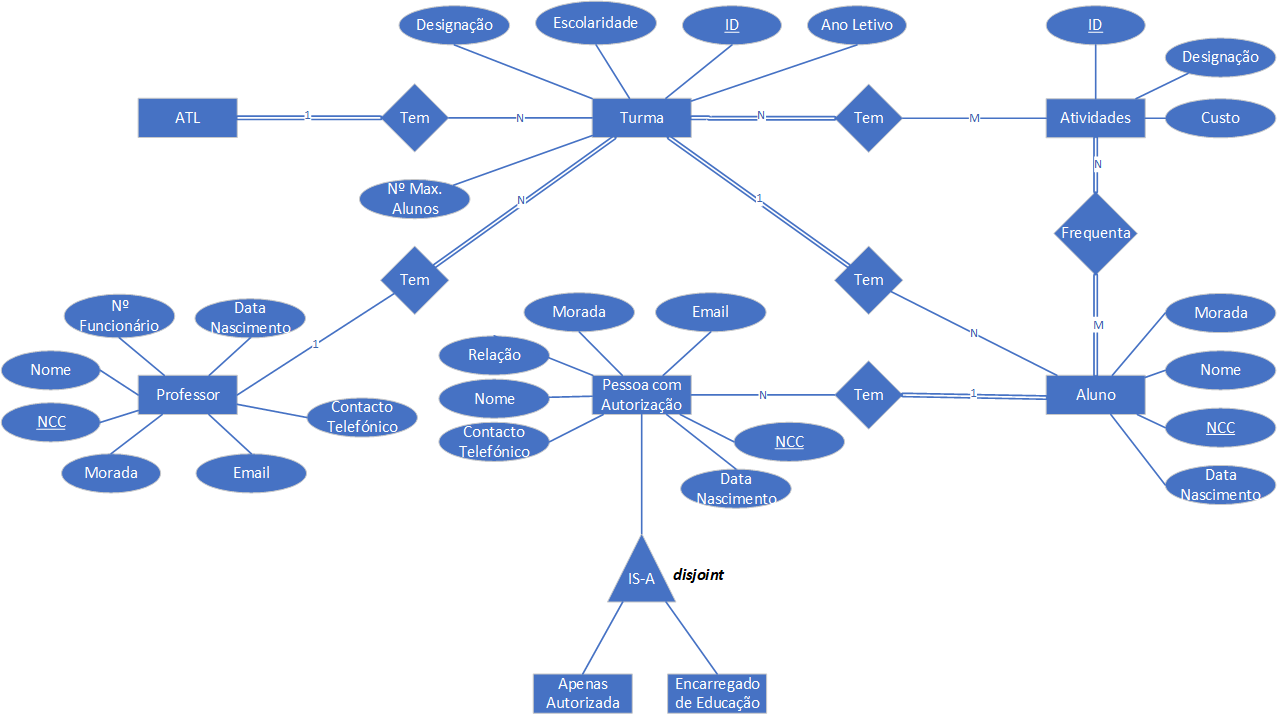 Designação
Escolaridade
ID
Ano Letivo
ID
Designação
ATL
1
Tem
N
Turma
N
Tem
M
Atividades
Custo
Nº Max.
Alunos
N
1
N
Frequenta
Tem
Tem
Nº
Funcionário
Data
Nascimento
Morada
Email
Morada
M
N
1
Nome
Relação
Nome
Professor
Pessoa com
Autorização
N
Tem
1
Aluno
Nome
NCC
Contacto
Telefónico
Contacto
Telefónico
NCC
NCC
Morada
Email
Data
Nascimento
Data
Nascimento
IS-A
disjoint
Apenas
Autorizada
Encarregado
de Educação